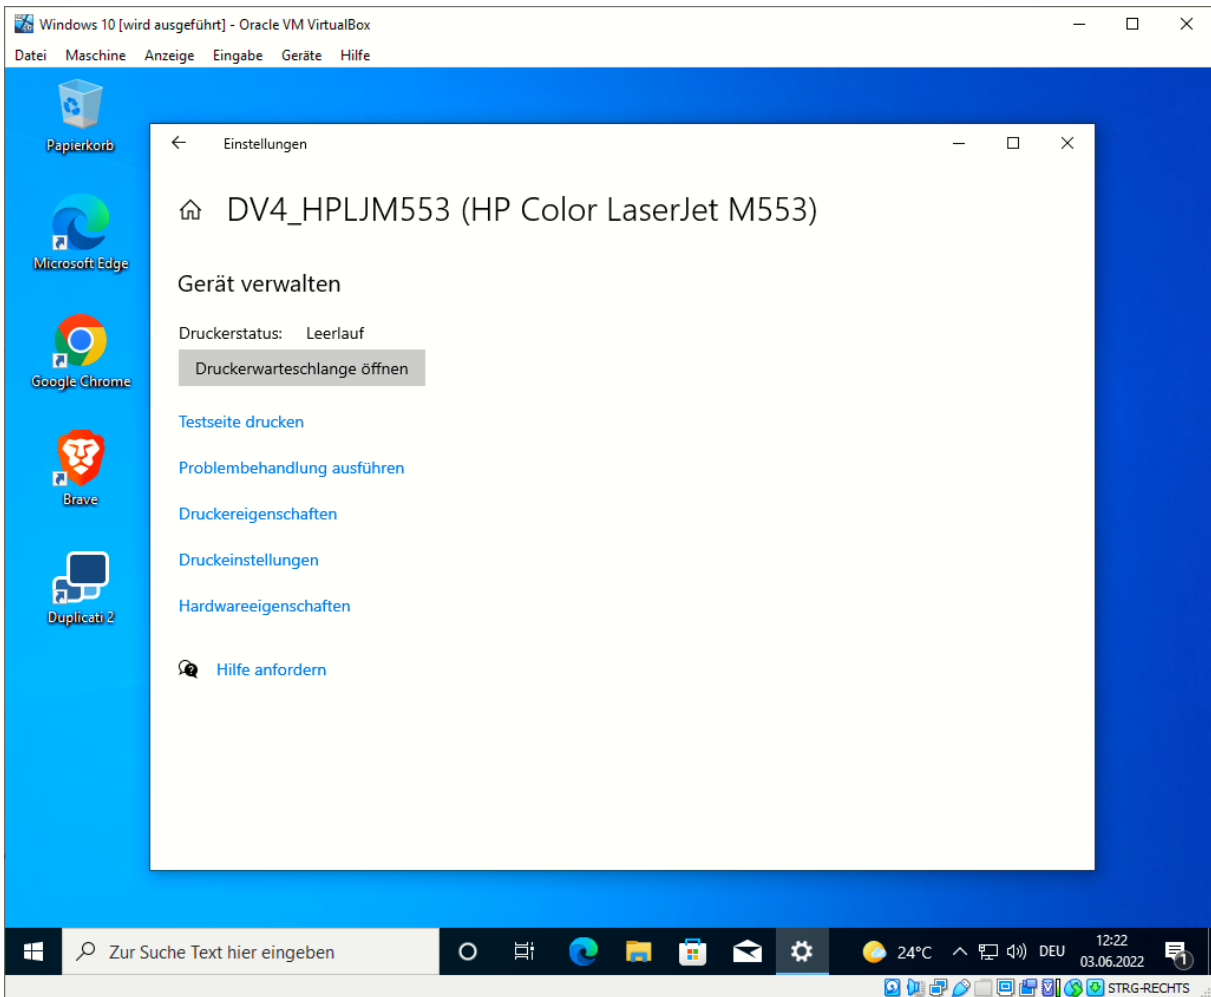 Windows 10 [wird ausgeführt] - Oracle VM VirtualBox
Datei Maschine Anzeige Eingabe Geräte Hilfe
Papierkorb
Microsoft Edge
Google Chrome
Brave
Duplicati 2
Einstellungen
DV4_HPLJM553 (HP Color LaserJet M553)
Gerät verwalten
Druckerstatus: Leerlauf
Druckerwarteschlange öffnen
Testseite drucken
Problembehandlung ausführen
Druckereigenschaften
Druckeinstellungen
Hardwareeigenschaften
Hilfe anfordern
Zur Suche Text hier eingeben
24°C
DEU
12:22
03.06.2022
1
STRG-RECHTS